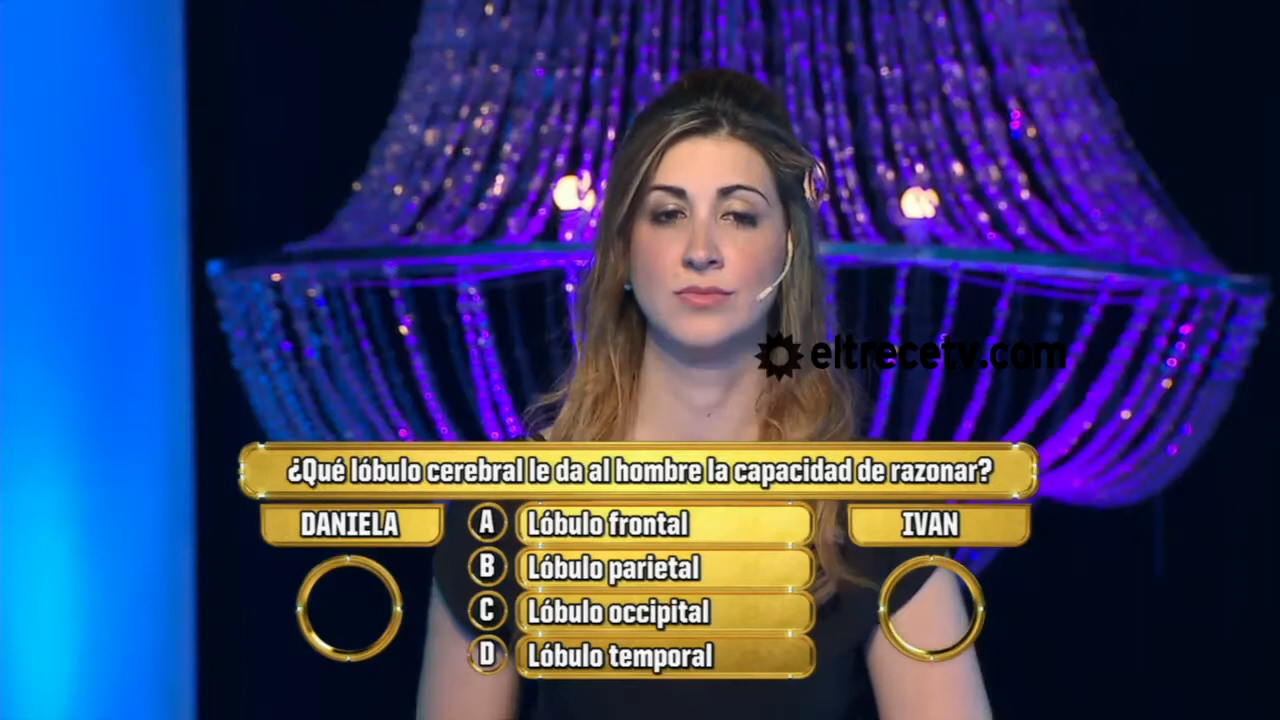 eltrecetv.com
¿Qué lóbulo cerebral le da al hombre la capacidad de razonar?
DANIELA
IVAN
A Lóbulo frontal
B Lóbulo parietal
C Lóbulo occipital
D Lóbulo temporal